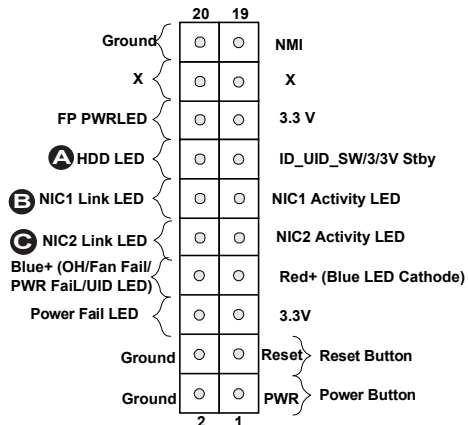 20 19
Ground NMI
X X
FP PWRLED 3.3 V
A HDD LED ID_UID_SW/3/3V Stby
B NIC1 Link LED NIC1 Activity LED
C NIC2 Link LED NIC2 Activity LED
Blue+ (OH/Fan Fail/
PWR FaiL/UID LED) Red+ (Blue LED Cathode)
Power Fail LED 3.3V
Ground Reset Reset Button
Ground PWR Power Button
2 1